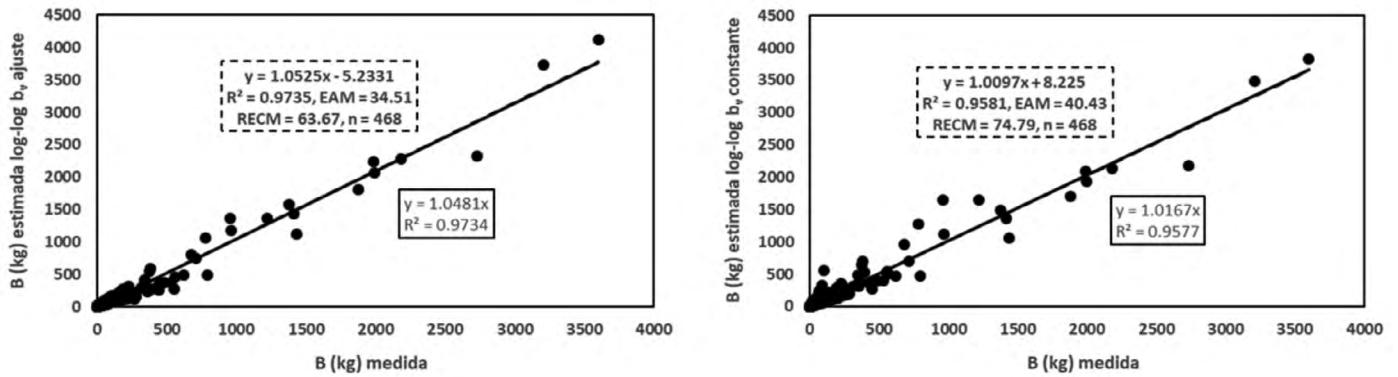 B (kg) estimada log-log bᵥ ajuste
4500
4000
3500
3000
2500
2000
1500
1000
500
0
y = 1.0525x - 5.2331
R² = 0.9735, EAM = 34.51
RECM = 63.67, n = 468
y = 1.0481x
R² = 0.9734
0 500 1000 1500 2000 2500 3000 3500 4000
B (kg) medida
B (kg) estimada log-log bᵥ constante
4500
4000
3500
3000
2500
2000
1500
1000
500
0
y = 1.0097x + 8.225
R² = 0.9581, EAM = 40.43
RECM = 74.79, n = 468
y = 1.0167x
R² = 0.9577
0 500 1000 1500 2000 2500 3000 3500 4000
B (kg) medida